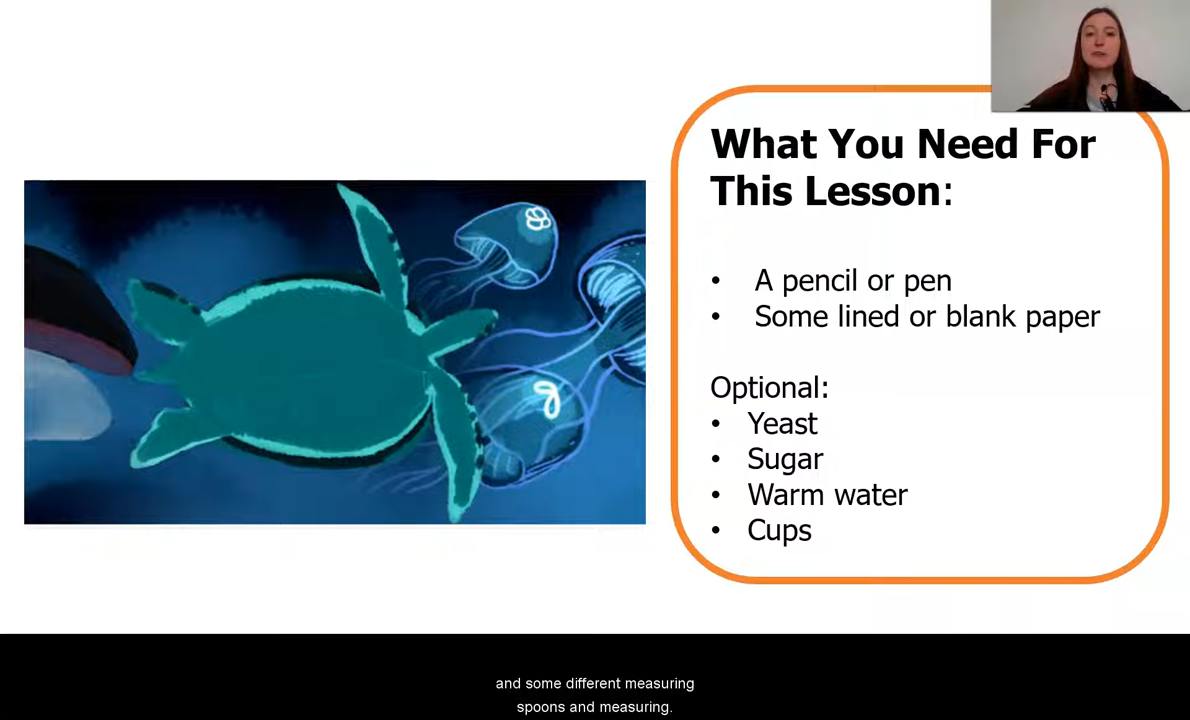 What You Need For
This Lesson:
• A pencil or pen
• Some lined or blank paper
Optional:
• Yeast
• Sugar
• Warm water
• Cups
and some different measuring
spoons and measuring.